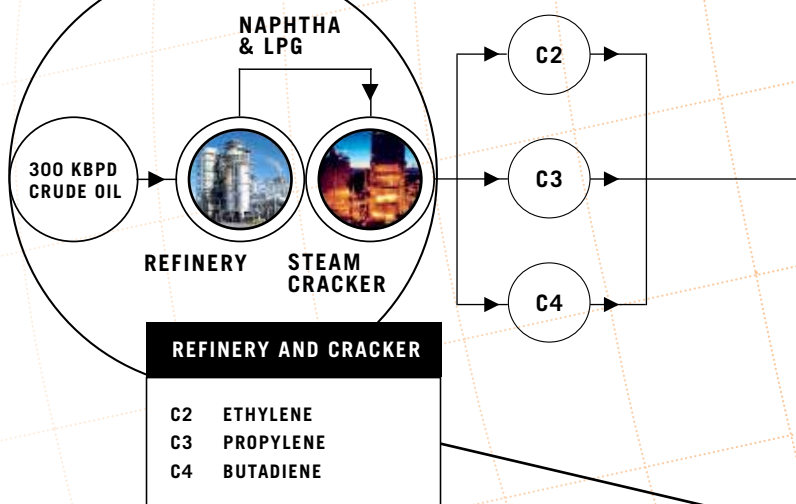 NAPHTHA
& LPG
C2
300 KBPD
CRUDE OIL
C3
REFINERY
STEAM
CRACKER
C4
REFINERY AND CRACKER
C2 ETHYLENE
C3 PROPYLENE
C4 BUTADIENE